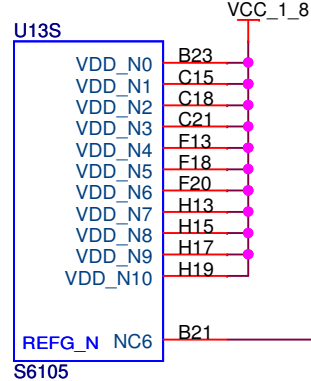 VCC_1_8
U13S
VDD_N0 B23
VDD_N1 C15
VDD_N2 C18
VDD_N3 C21
VDD_N4 F13
VDD_N5 F18
VDD_N6 F20
VDD_N7 H13
VDD_N8 H15
VDD_N9 H17
VDD_N10 H19
REFG_N NC6 B21
S6105